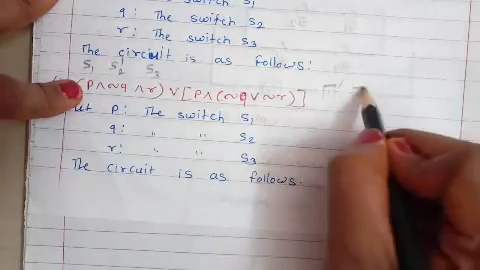 q: The switch S2
r: The switch S3
The circuit is as follows:
S1 S2' S3
(p∧~q∧r)∨[p∧(~q∨~r)]
p: The switch S1
q: " " S2
r: " " S3
The circuit is as follows.